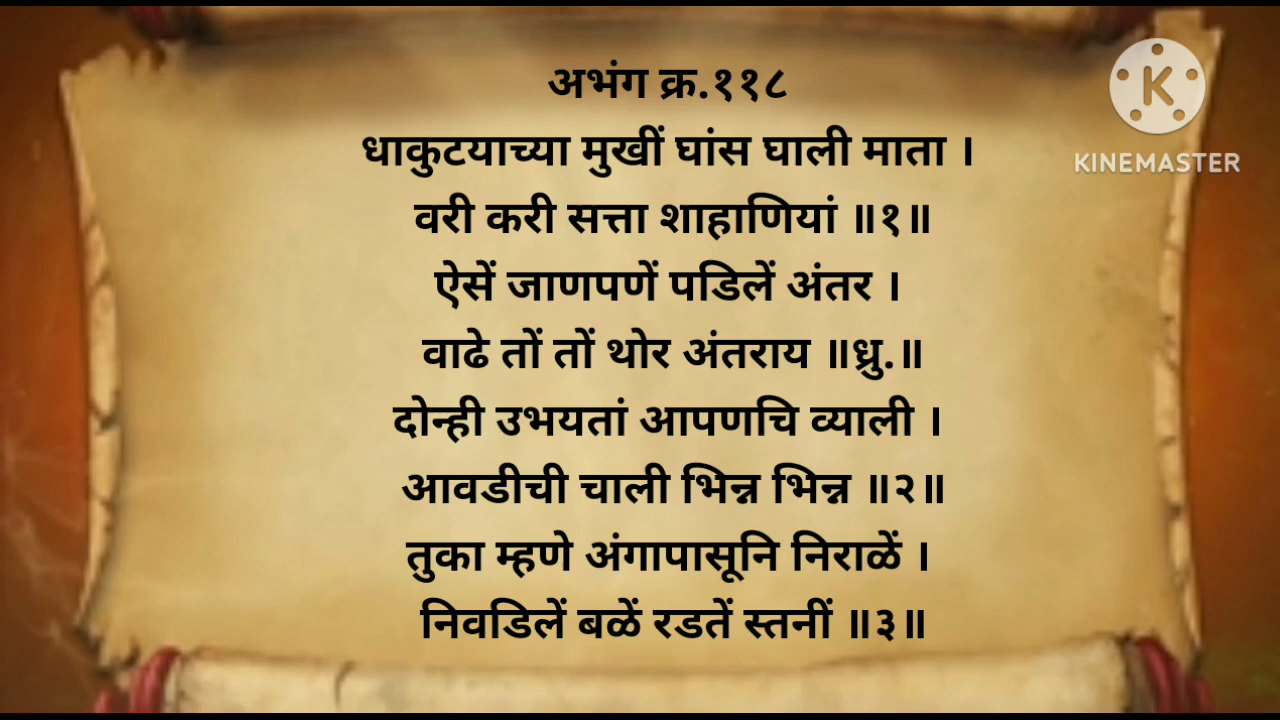 अभंग क्र.११८
धाकुटयाच्या मुखीं घांस घाली माता ।
वरी करी सत्ता शाहाणियां ॥१॥
ऐसें जाणपणें पडिलें अंतर ।
वाढे तों तों थोर अंतराय ॥ध्रु.॥
दोन्ही उभयतां आपणचि व्याली ।
आवडीची चाली भिन्न भिन्न ॥२॥
तुका म्हणे अंगापासूनि निराळें ।
निवडिलें बळें रडतें स्तनीं ॥३॥
K
KINEMASTER